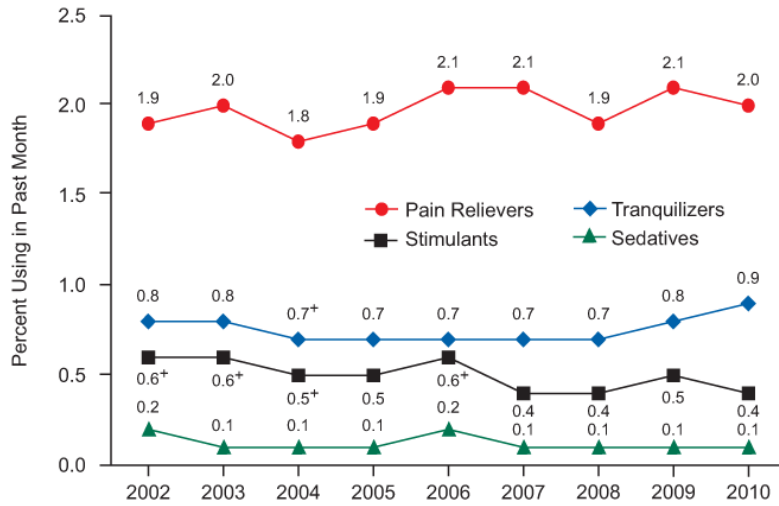 Percent Using in Past Month
2.5
2.0
1.5
1.0
0.5
0.0
1.9 2.0 1.8 1.9 2.1 2.1 1.9 2.1 2.0
Pain Relievers Tranquilizers
Stimulants Sedatives
0.8 0.8 0.7+ 0.7 0.7 0.7 0.7 0.8 0.9
0.6+ 0.6+ 0.5+ 0.5 0.6+ 0.4 0.4 0.5 0.4
0.2 0.1 0.1 0.1 0.2 0.1 0.1 0.1 0.1
2002 2003 2004 2005 2006 2007 2008 2009 2010